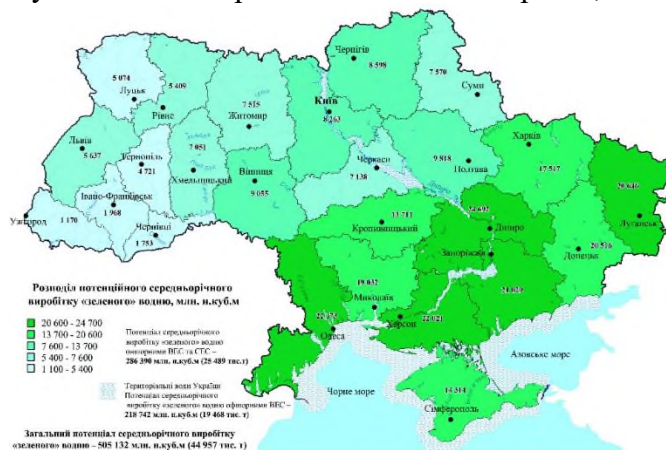 Чернігів
8 598
7 570
Суми
5 074
Луцьк
5 409
Рівне
7 515
Житомир
Київ
8 263
Львів
5 637
Тернопіль
4 721
7 051
Хмельницький
Вінниця
9 055
Черкаси
7 138
9 818
Полтава
Харків
17 547
Луганськ
Ужгород
1 170
Івано-Франківськ
1 968
Чернівці
1 753
13 711
Кропивницький
24 692
Дніпро
Запоріжжя
20 516
Донецьк
19 032
Миколаїв
Одеса
Херсон
22 021
Азовське море
Чорне море
Сімферополь
Розподіл потенційного середньорічного
виробітку «зеленого» водню, млн. н.куб.м
20 600 - 24 700
13 700 - 20 600
7 600 - 13 700
5 400 - 7 600
1 100 - 5 400
Потенціал середньорічного
виробітку «зеленого» водню
ВЕС та СЕС –
286 390 млн. н.куб.м (25 489 тис.т)
Територіальні води України
Потенціал середньорічного
виробітку «зеленого» водню офшорними ВЕС –
218 742 млн. н.куб.м (19 468 тис. т)
Загальний потенціал середньорічного виробітку
«зеленого» водню – 505 132 млн. н.куб.м (44 957 тис. т)